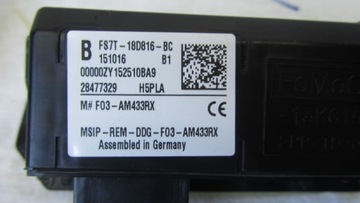 B FS7T-18D816-BC
151016 B1
00000ZY152510BA9
28477329 H5PLA
M# F03-AM433RX
MSIP-REM-DDG-F03-AM433RX
Assembled in Germany